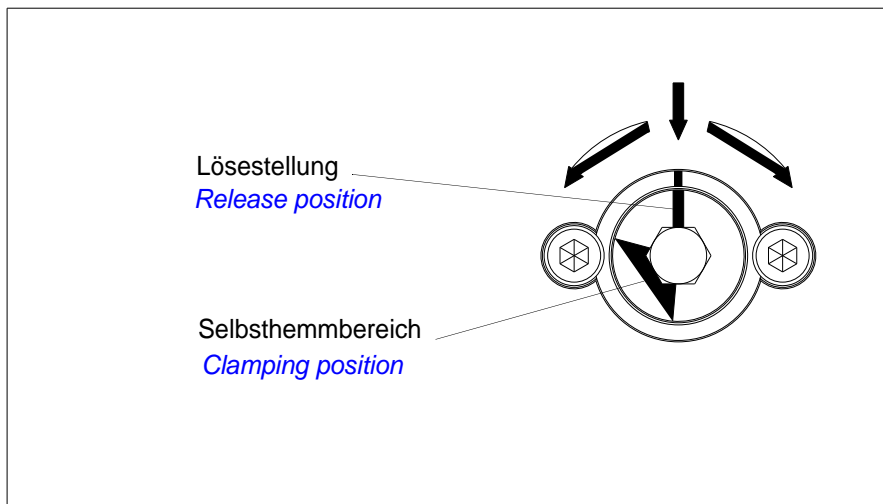 Lösestellung
Release position
Selbsthemmbereich
Clamping position